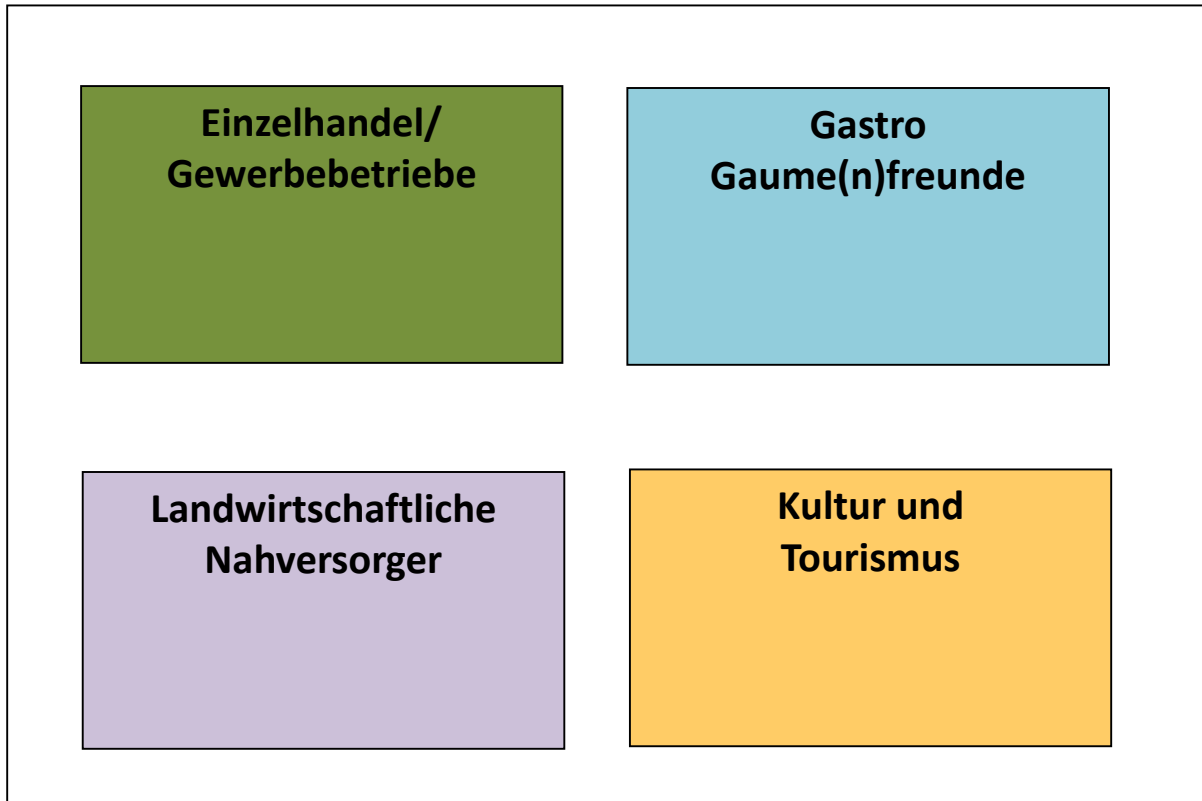 Einzelhandel/
Gewerbebetriebe
Gastro
Gaume(n)freunde
Landwirtschaftliche
Nahversorger
Kultur und
Tourismus